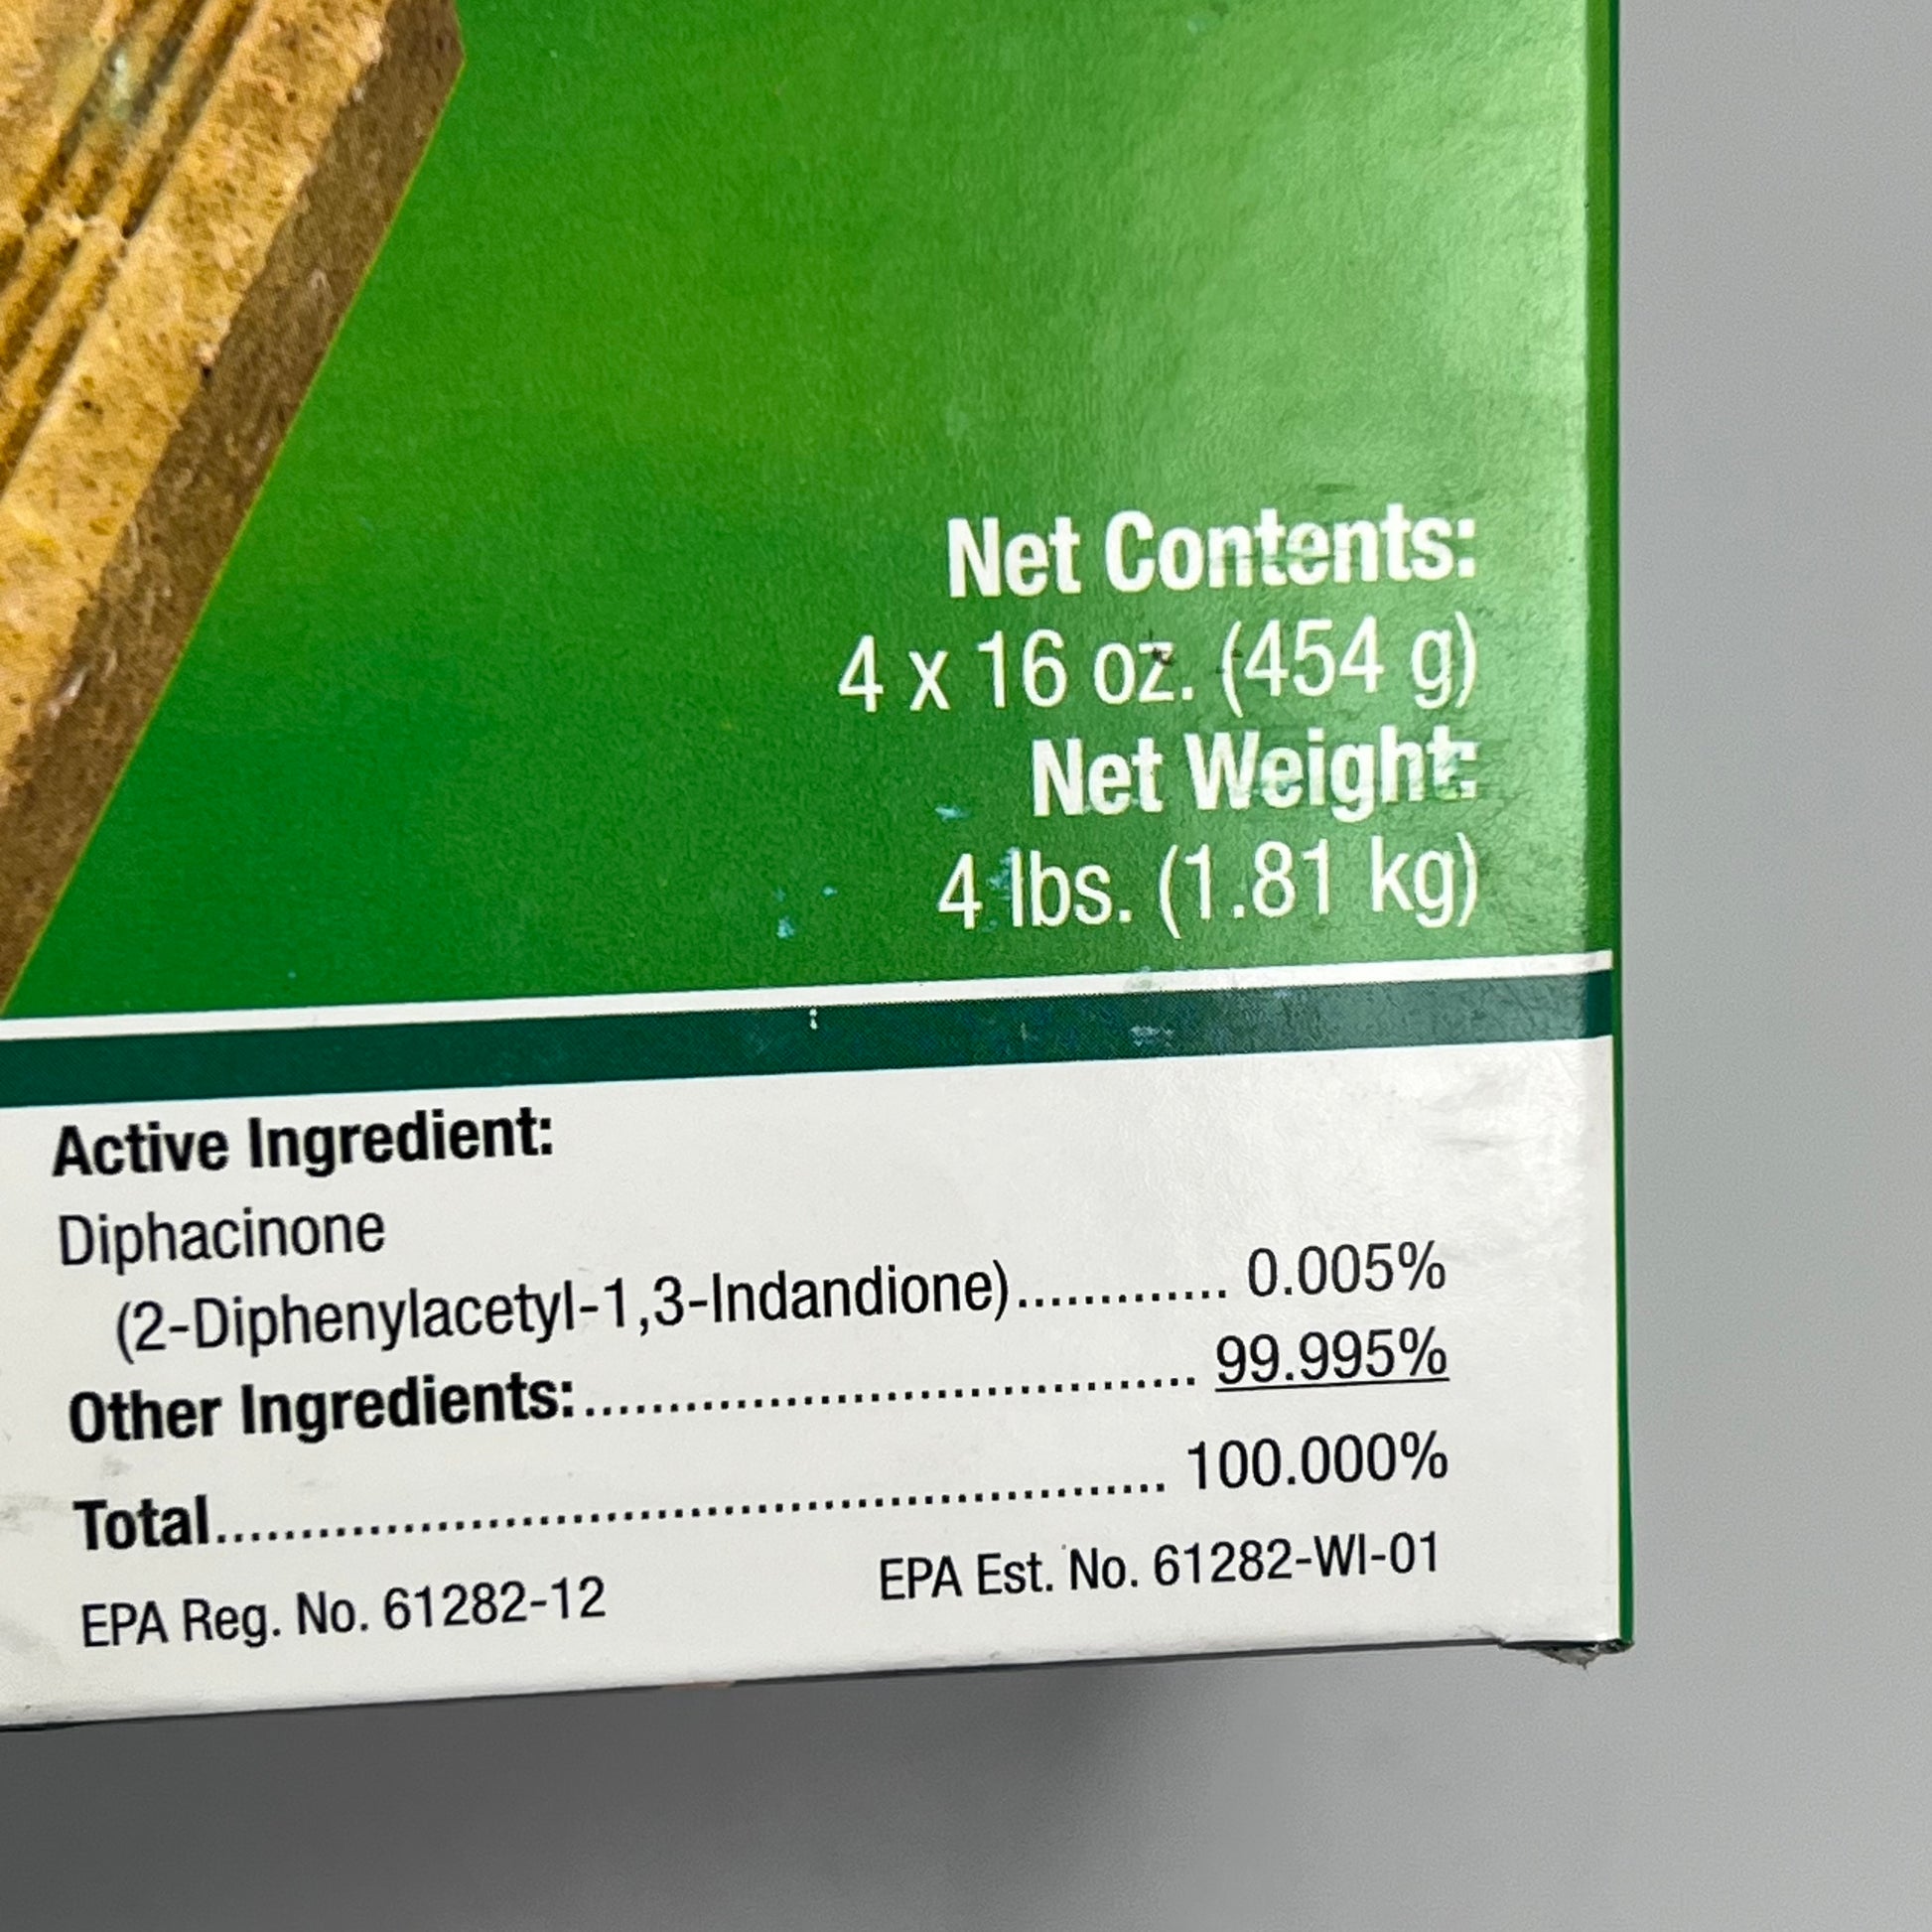 Net Contents:
4 x 16 oz. (454 g)
Net Weight:
4 lbs. (1.81 kg)
Active Ingredient:
Diphacinone
(2-Diphenylacetyl-1,3-Indandione)............. 0.005%
Other Ingredients:..................................... 99.995%
Total......................................................... 100.000%
EPA Reg. No. 61282-12 EPA Est. No. 61282-WI-01